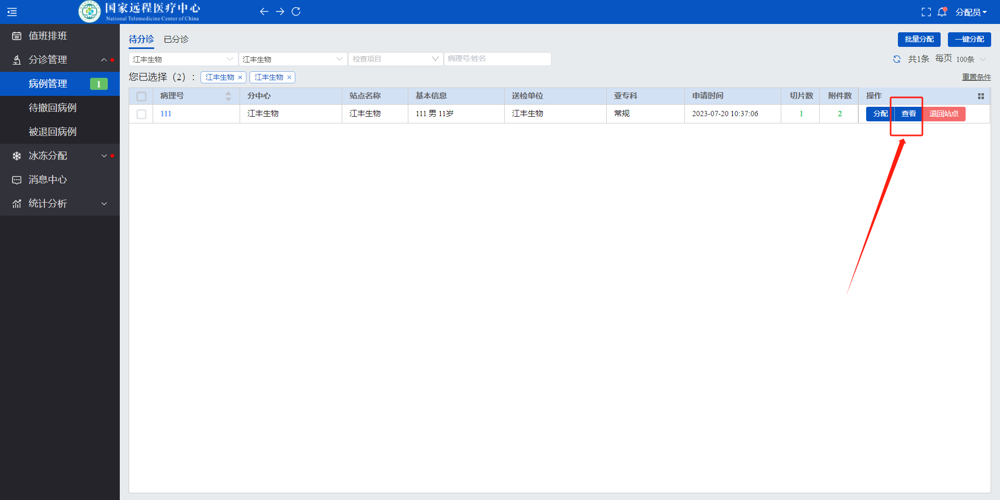 国家远程医疗中心
National Telemedicine Center of China
分配员
值班排班
分诊管理
病例管理 1
待撤回病例
被退回病例
冰冻分配
消息中心
统计分析
待分诊 已分诊
批量分配 一键分配
江丰生物 江丰生物 检查项目 病理号/姓名
共1条 每页 100条
您已选择（2）： 江丰生物 × 江丰生物 ×
重置条件
病理号 分中心 站点名称 基本信息 送检单位 亚专科 申请时间 切片数 附件数 操作
111 江丰生物 江丰生物 111 男 11岁 江丰生物 常规 2023-07-20 10:37:06 1 2 分配 查看 退回站点